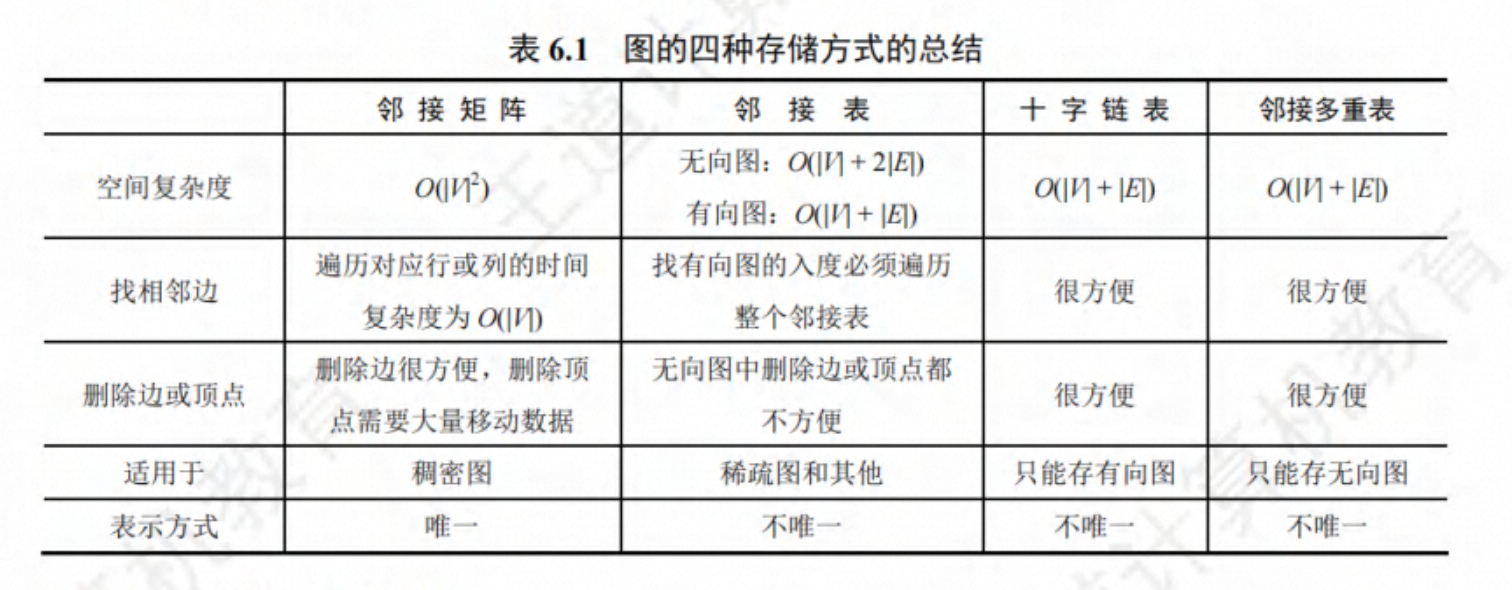 表 6.1 图的四种存储方式的总结
邻接矩阵 邻接表 十字链表 邻接多重表
空间复杂度 O(|V|²) 无向图：O(|V| + 2|E|) 有向图：O(|V| + |E|) O(|V| + |E|) O(|V| + |E|)
找相邻边 遍历对应行或列的时间复杂度为 O(|V|) 找有向图的入度必须遍历整个邻接表 很方便 很方便
删除边或顶点 删除边很方便，删除顶点需要大量移动数据 无向图中删除边或顶点都不方便 很方便 很方便
适用于 稠密图 稀疏图和其他 只能存有向图 只能存无向图
表示方式 唯一 不唯一 不唯一 不唯一